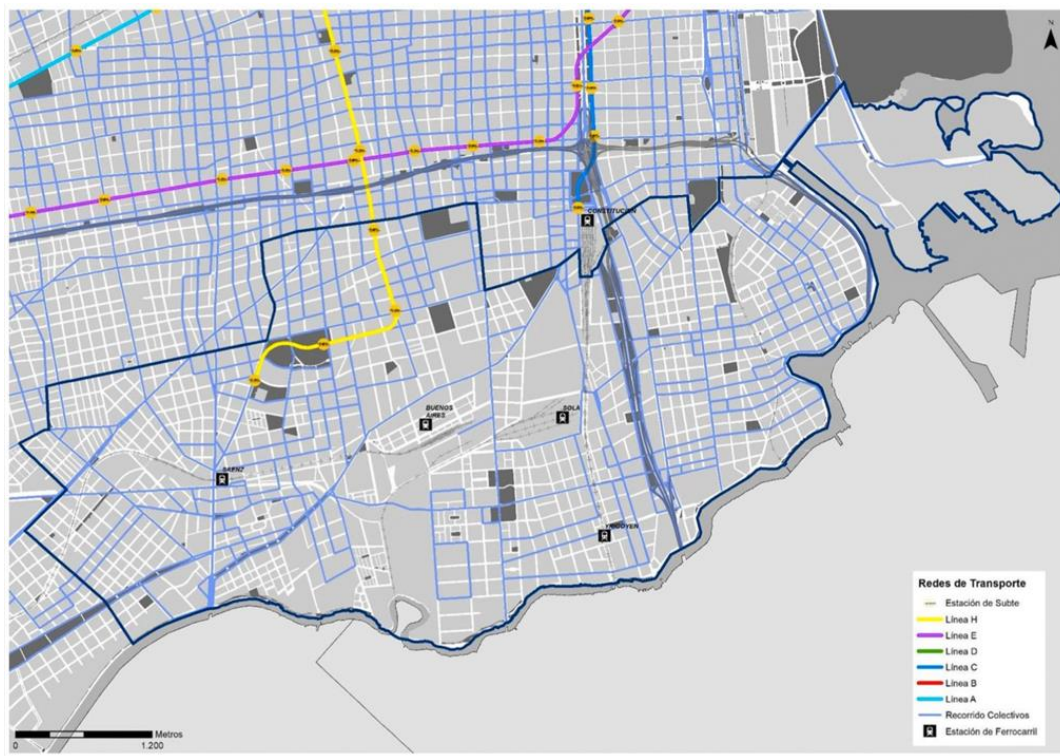 N
CONSTITUCION
BUENOS
AIRES
SOLA
SAENZ
YRIGOYEN
Redes de Transporte
Estación de Subte
Línea H
Línea E
Línea D
Línea C
Línea B
Línea A
Recorrido Colectivos
Estación de Ferrocarril
Metros
0
1.200